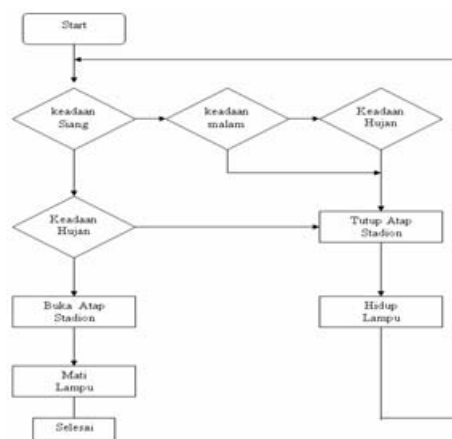 Start
keadaan
Siang
keadaan
malam
Keadaan
Hujan
Keadaan
Hujan
Tutup Atap
Stadion
Buka Atap
Stadion
Hidup
Lampu
Mati
Lampu
Selesai